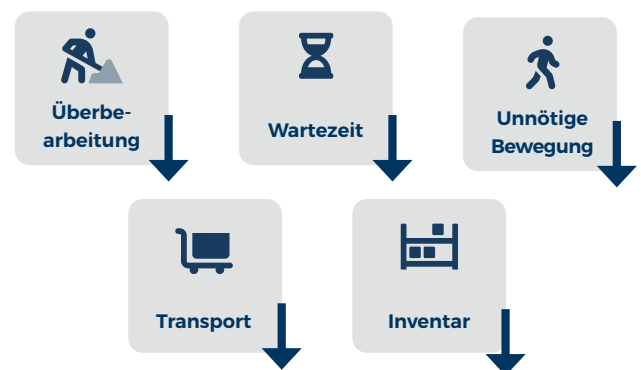 Überbe-
arbeitung
Wartezeit
Unnötige
Bewegung
Transport
Inventar